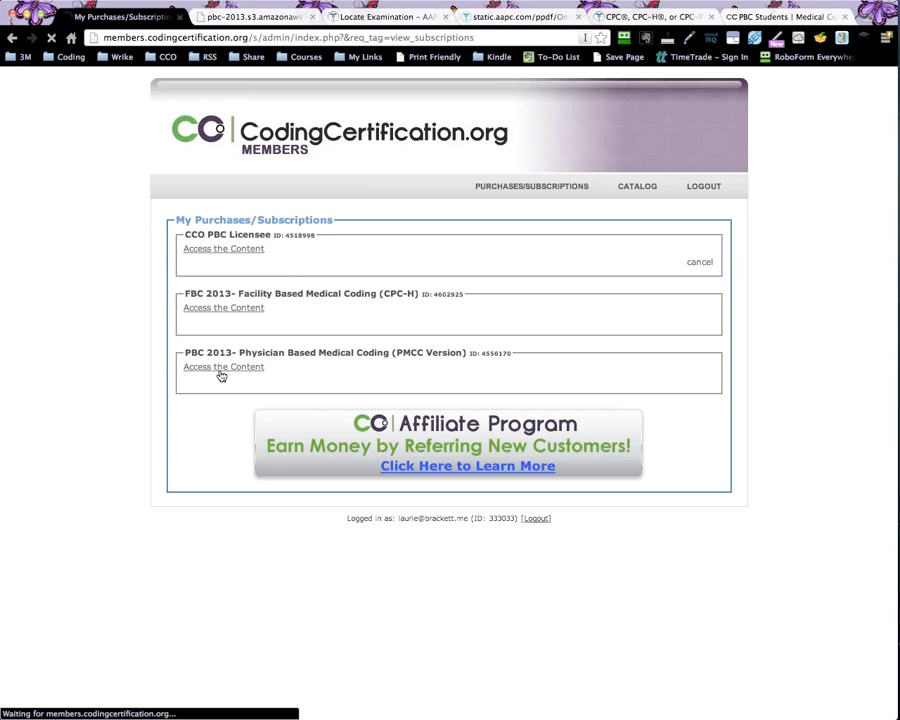 My Purchases/Subscriptio
pbc-2013.s3.amazonaws
Locate Examination – AA
static.aapc.com/ppdf/On
CPC®, CPC-H®, or CPC-
CC PBC Students | Medical Co
members.codingcertification.org/s/admin/index.php?&req_tag=view_subscriptions
3M Coding Wrike CCO RSS Share Courses My Links Print Friendly Kindle To-Do List Save Page TimeTrade – Sign In RoboForm Everywhe
New
CodingCertification.org
MEMBERS
PURCHASES/SUBSCRIPTIONS CATALOG LOGOUT
My Purchases/Subscriptions
CCO PBC Licensee ID: 4518998
Access the Content
cancel
FBC 2013- Facility Based Medical Coding (CPC-H) ID: 4602925
Access the Content
PBC 2013- Physician Based Medical Coding (PMCC Version) ID: 4556170
Access the Content
CC | Affiliate Program
Earn Money by Referring New Customers!
Click Here to Learn More
Logged in as: laurie@brackett.me (ID: 333033) [Logout]
Waiting for members.codingcertification.org...